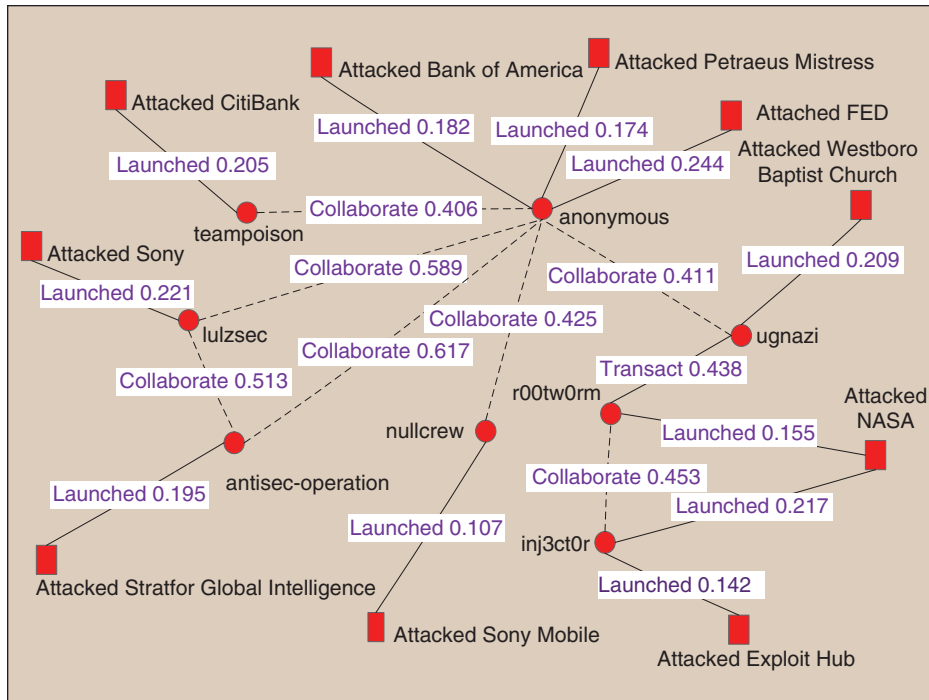 Attacked Bank of America
Attacked Petraeus Mistress
Attacked CitiBank
Attached FED
Launched 0.182
Launched 0.174
Attacked Westboro
Baptist Church
Launched 0.205
Launched 0.244
Collaborate 0.406
anonymous
teampoison
Attacked Sony
Collaborate 0.589
Collaborate 0.411
Launched 0.209
Launched 0.221
Collaborate 0.425
lulzsec
ugnazi
Collaborate 0.617
Transact 0.438
Collaborate 0.513
r00tw0rm
Attacked
NASA
nullcrew
Launched 0.155
antisec-operation
Collaborate 0.453
Launched 0.195
Launched 0.217
Launched 0.107
inj3ct0r
Attacked Stratfor Global Intelligence
Launched 0.142
Attacked Sony Mobile
Attacked Exploit Hub